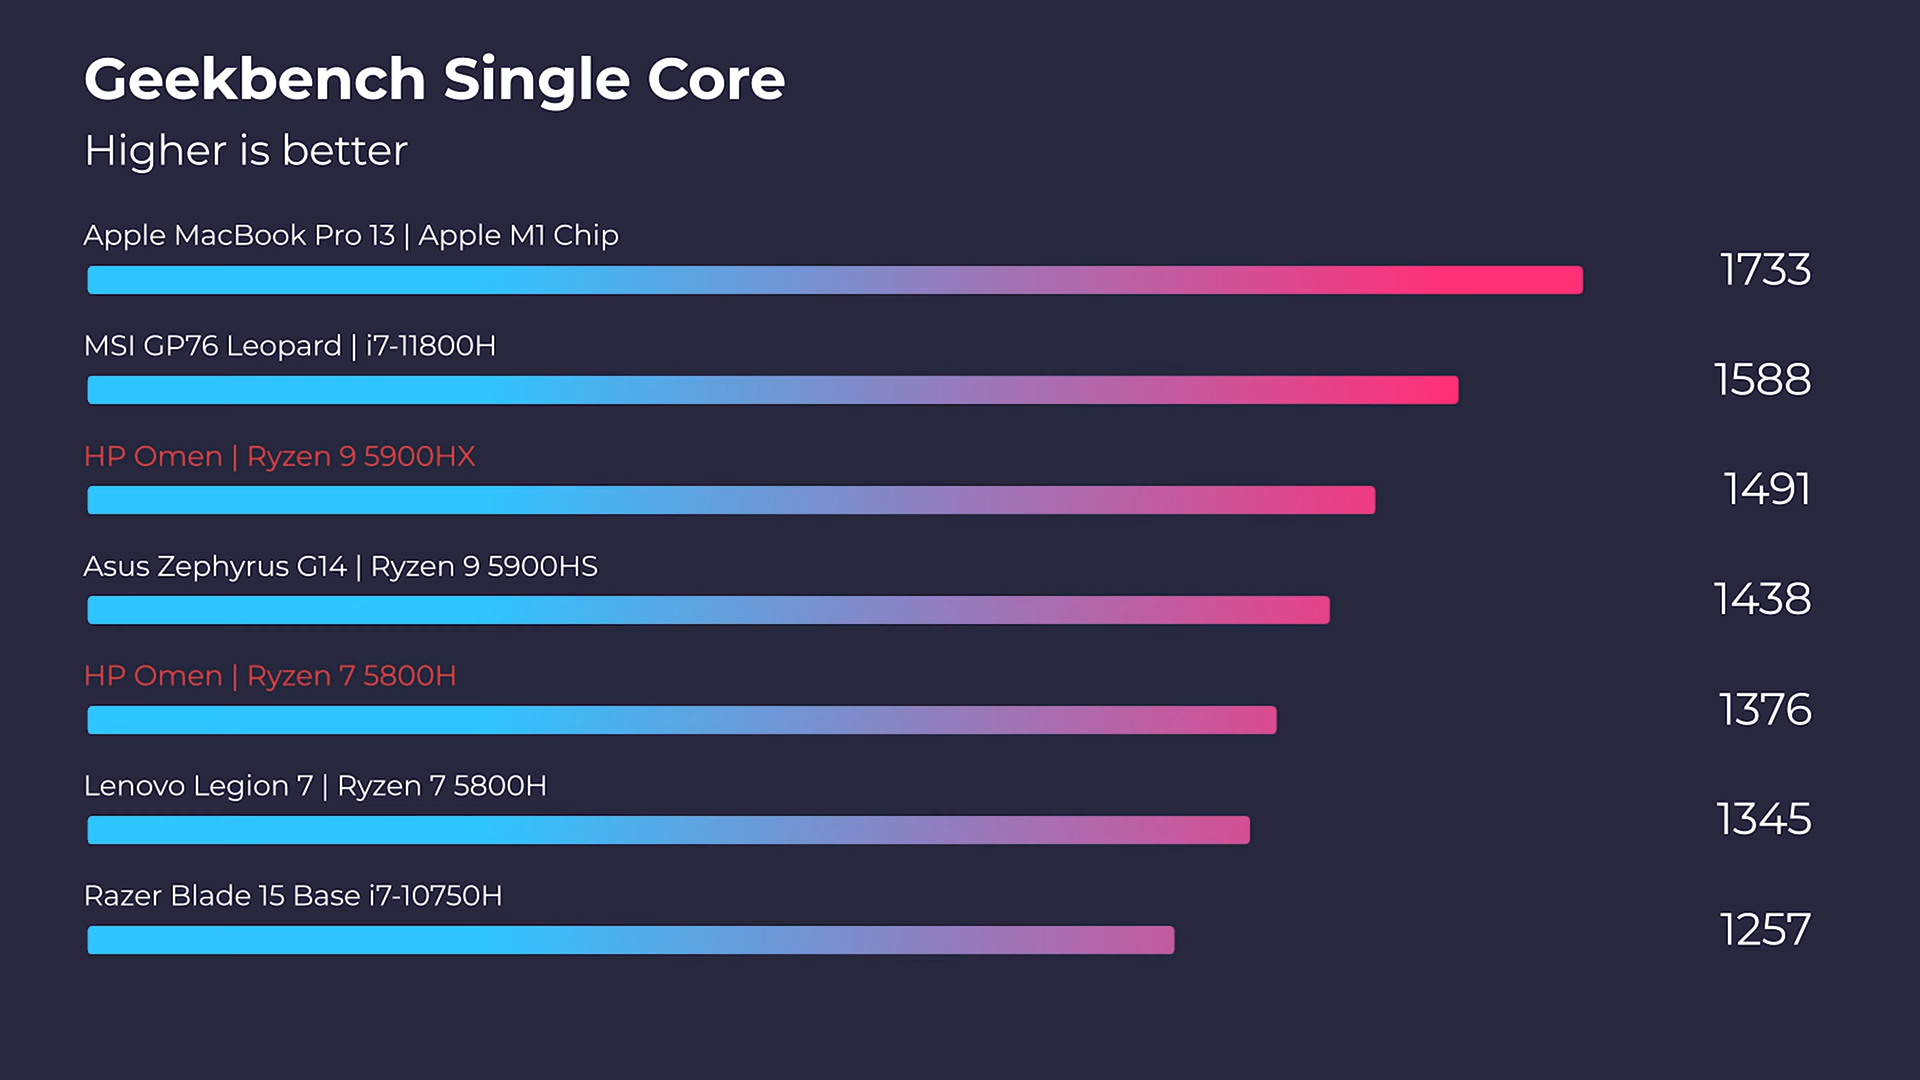 Geekbench Single Core
Higher is better
Apple MacBook Pro 13 | Apple M1 Chip
1733
MSI GP76 Leopard | i7-11800H
1588
HP Omen | Ryzen 9 5900HX
1491
Asus Zephyrus G14 | Ryzen 9 5900HS
1438
HP Omen | Ryzen 7 5800H
1376
Lenovo Legion 7 | Ryzen 7 5800H
1345
Razer Blade 15 Base i7-10750H
1257